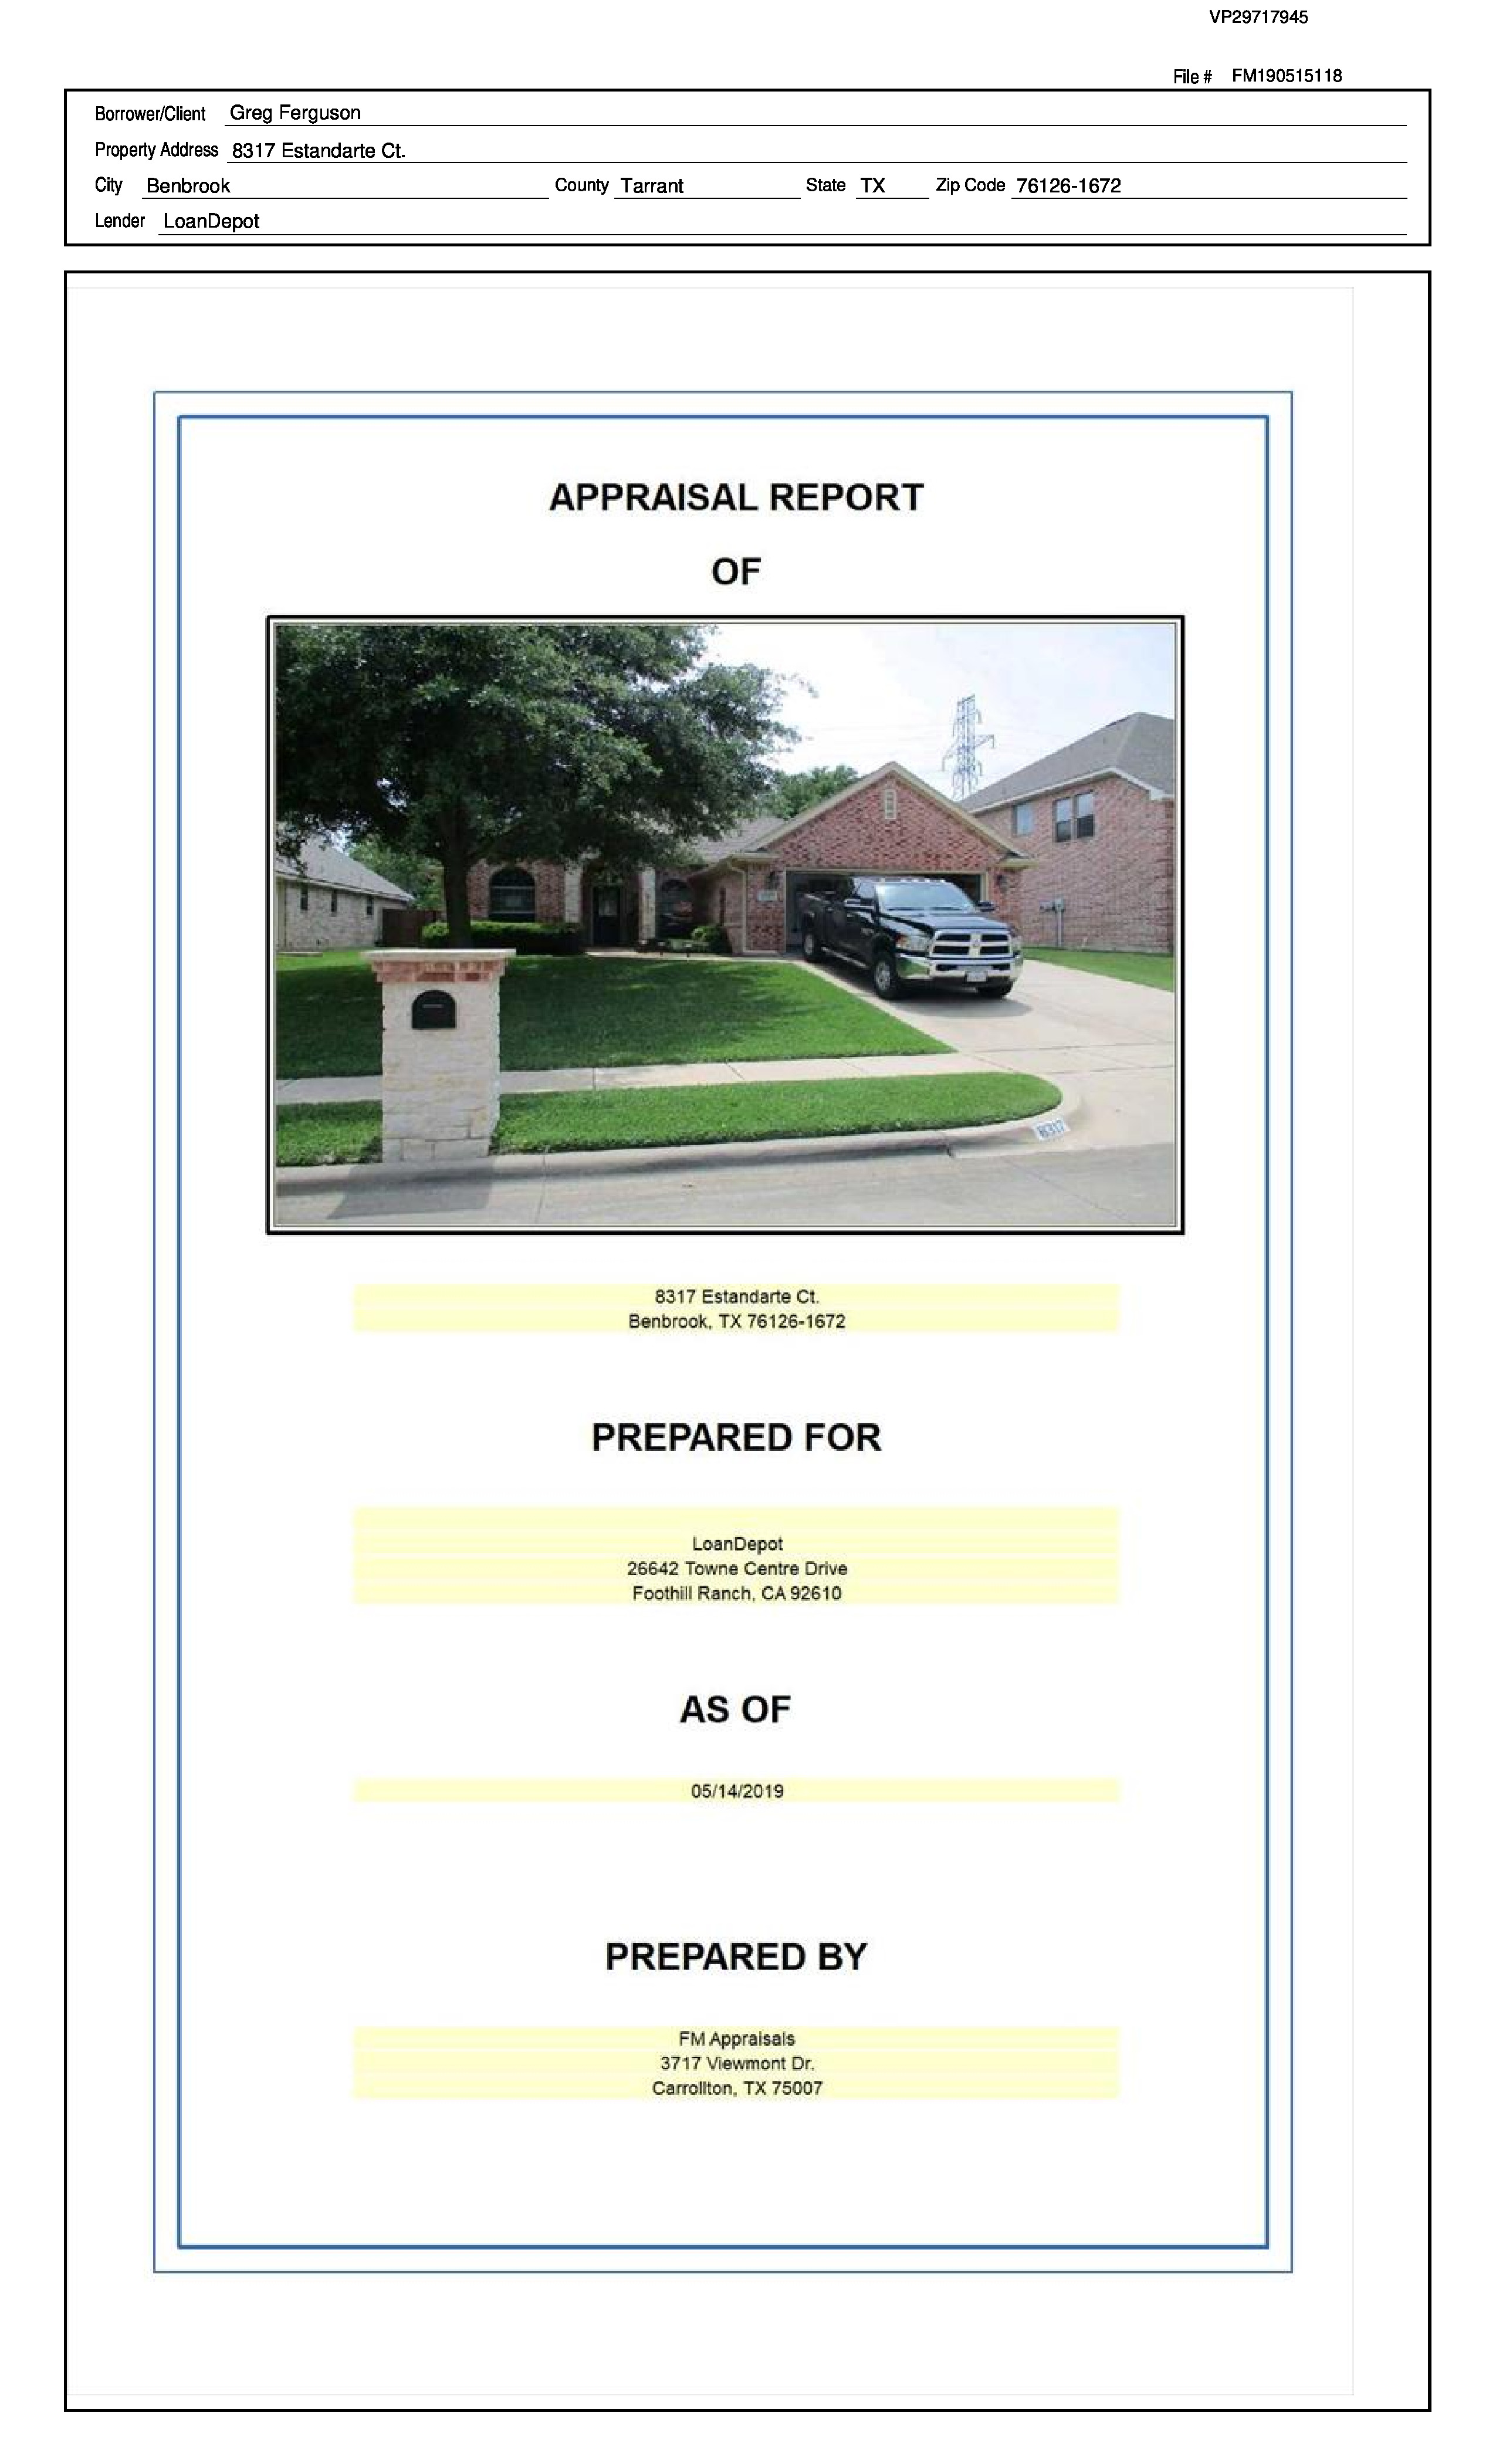 VP29717945
File # FM190515118
Borrower/Client Greg Ferguson
Property Address 8317 Estandarte Ct.
City Benbrook County Tarrant State TX Zip Code 76126-1672
Lender LoanDepot
APPRAISAL REPORT
OF
8317
8317 Estandarte Ct.
Benbrook, TX 76126-1672
PREPARED FOR
LoanDepot
26642 Towne Centre Drive
Foothill Ranch, CA 92610
AS OF
05/14/2019
PREPARED BY
FM Appraisals
3717 Viewmont Dr.
Carrollton, TX 75007